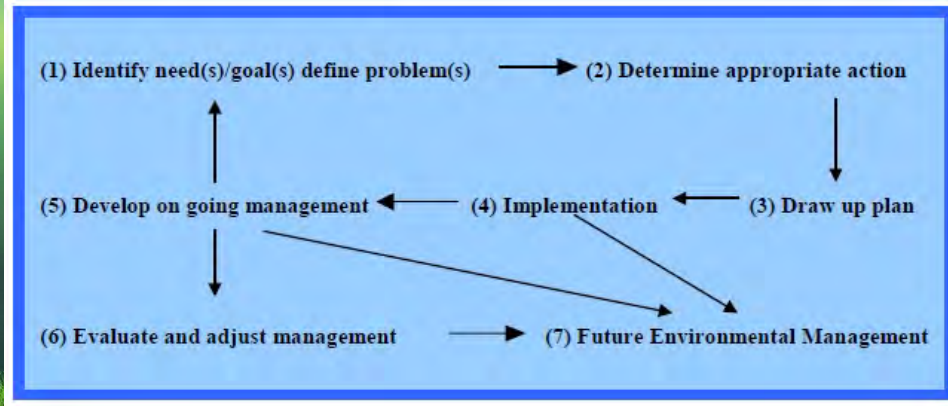 (1) Identify need(s)/goal(s) define problem(s)
(2) Determine appropriate action
(5) Develop on going management
(4) Implementation
(3) Draw up plan
(6) Evaluate and adjust management
(7) Future Environmental Management